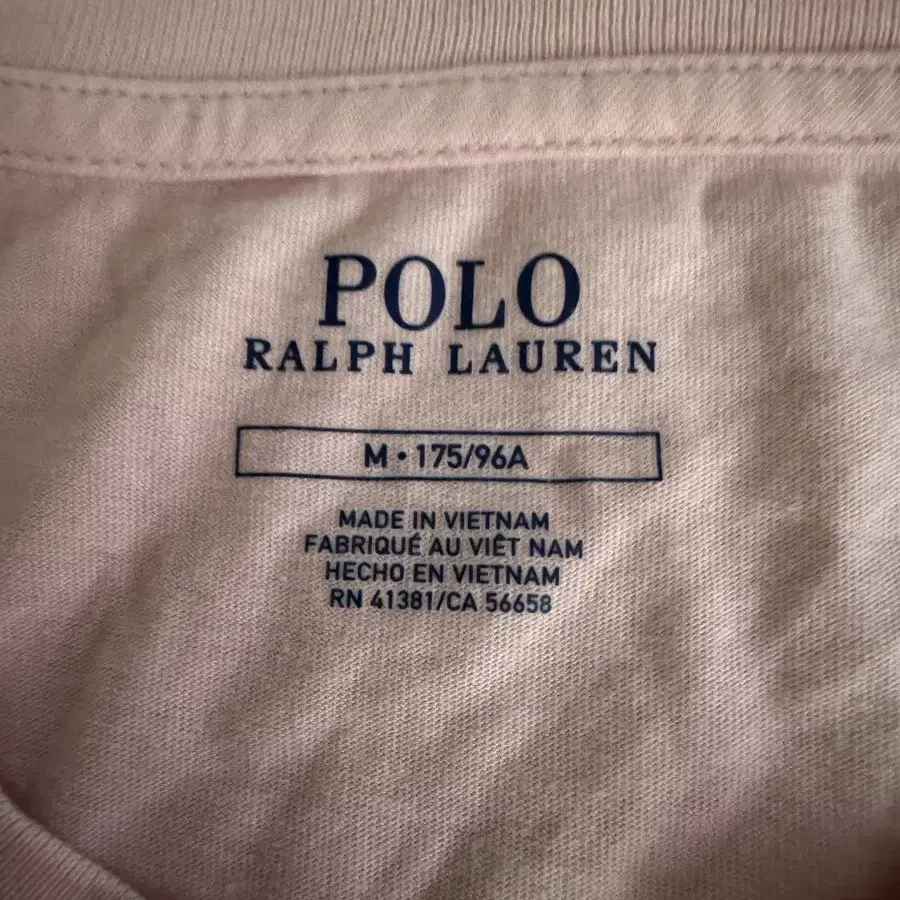 POLO
RALPH LAUREN
M • 175/96A
MADE IN VIETNAM
FABRIQUÉ AU VIÊT NAM
HECHO EN VIETNAM
RN 41381/CA 56658